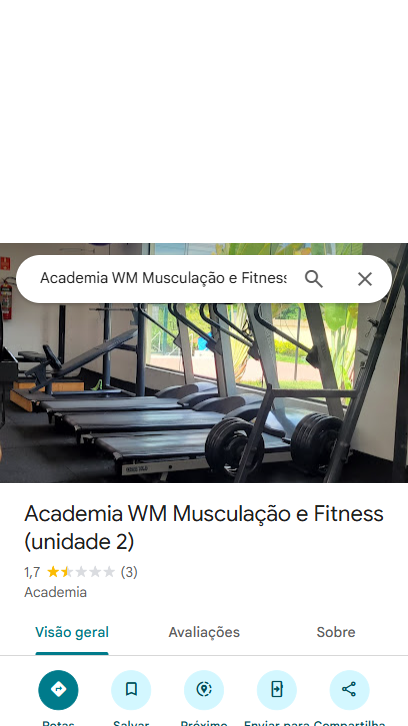 Academia WM Musculação e Fitness
Academia WM Musculação e Fitness
(unidade 2)
1,7 (3)
Academia
Visão geral
Avaliações
Sobre
Rotas
Salvar
Próximo
Enviar para
Compartilha